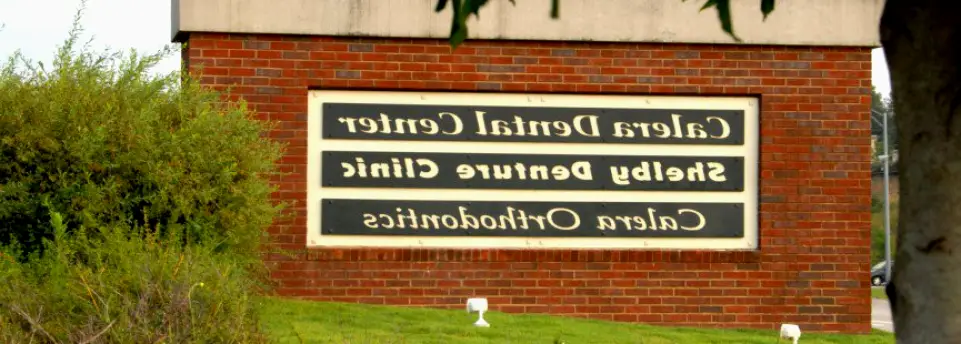 Calera Dental Center
Shelby Denture Clinic
Calera Orthodontics